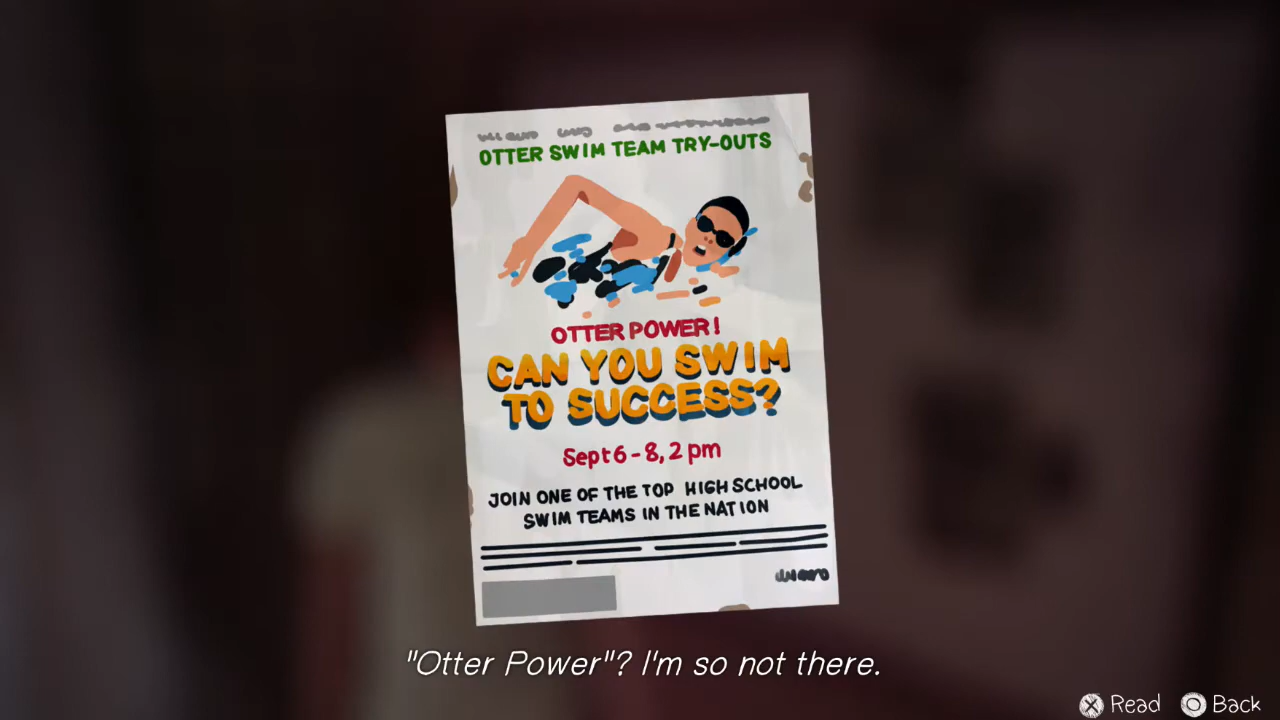 OTTER SWIM TEAM TRY-OUTS
OTTER POWER!
CAN YOU SWIM
TO SUCCESS?
Sept 6-8, 2 pm
JOIN ONE OF THE TOP HIGH SCHOOL
SWIM TEAMS IN THE NATION
"Otter Power"? I'm so not there.
Read Back